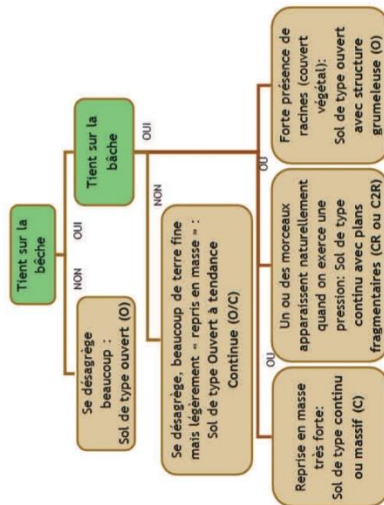 Tient sur la
bêche
NON
OUI
Se désagrège
beaucoup :
Sol de type ouvert (O)
Tient sur la
bâche
NON
OUI
Se désagrège, beaucoup de terre fine
mais légèrement « repris en masse » :
Sol de type Ouvert à tendance
Continue (O/C)
OU
OU
Reprise en masse
très forte:
Sol de type continu
ou massif (C)
Un ou des morceaux
apparaissent naturellement
quand on exerce une
pression: Sol de type
continu avec plans
fragmentaires (CR ou C2R)
Forte présence de
racines (couvert
végétal):
Sol de type ouvert
avec structure
grumeleuse (O)